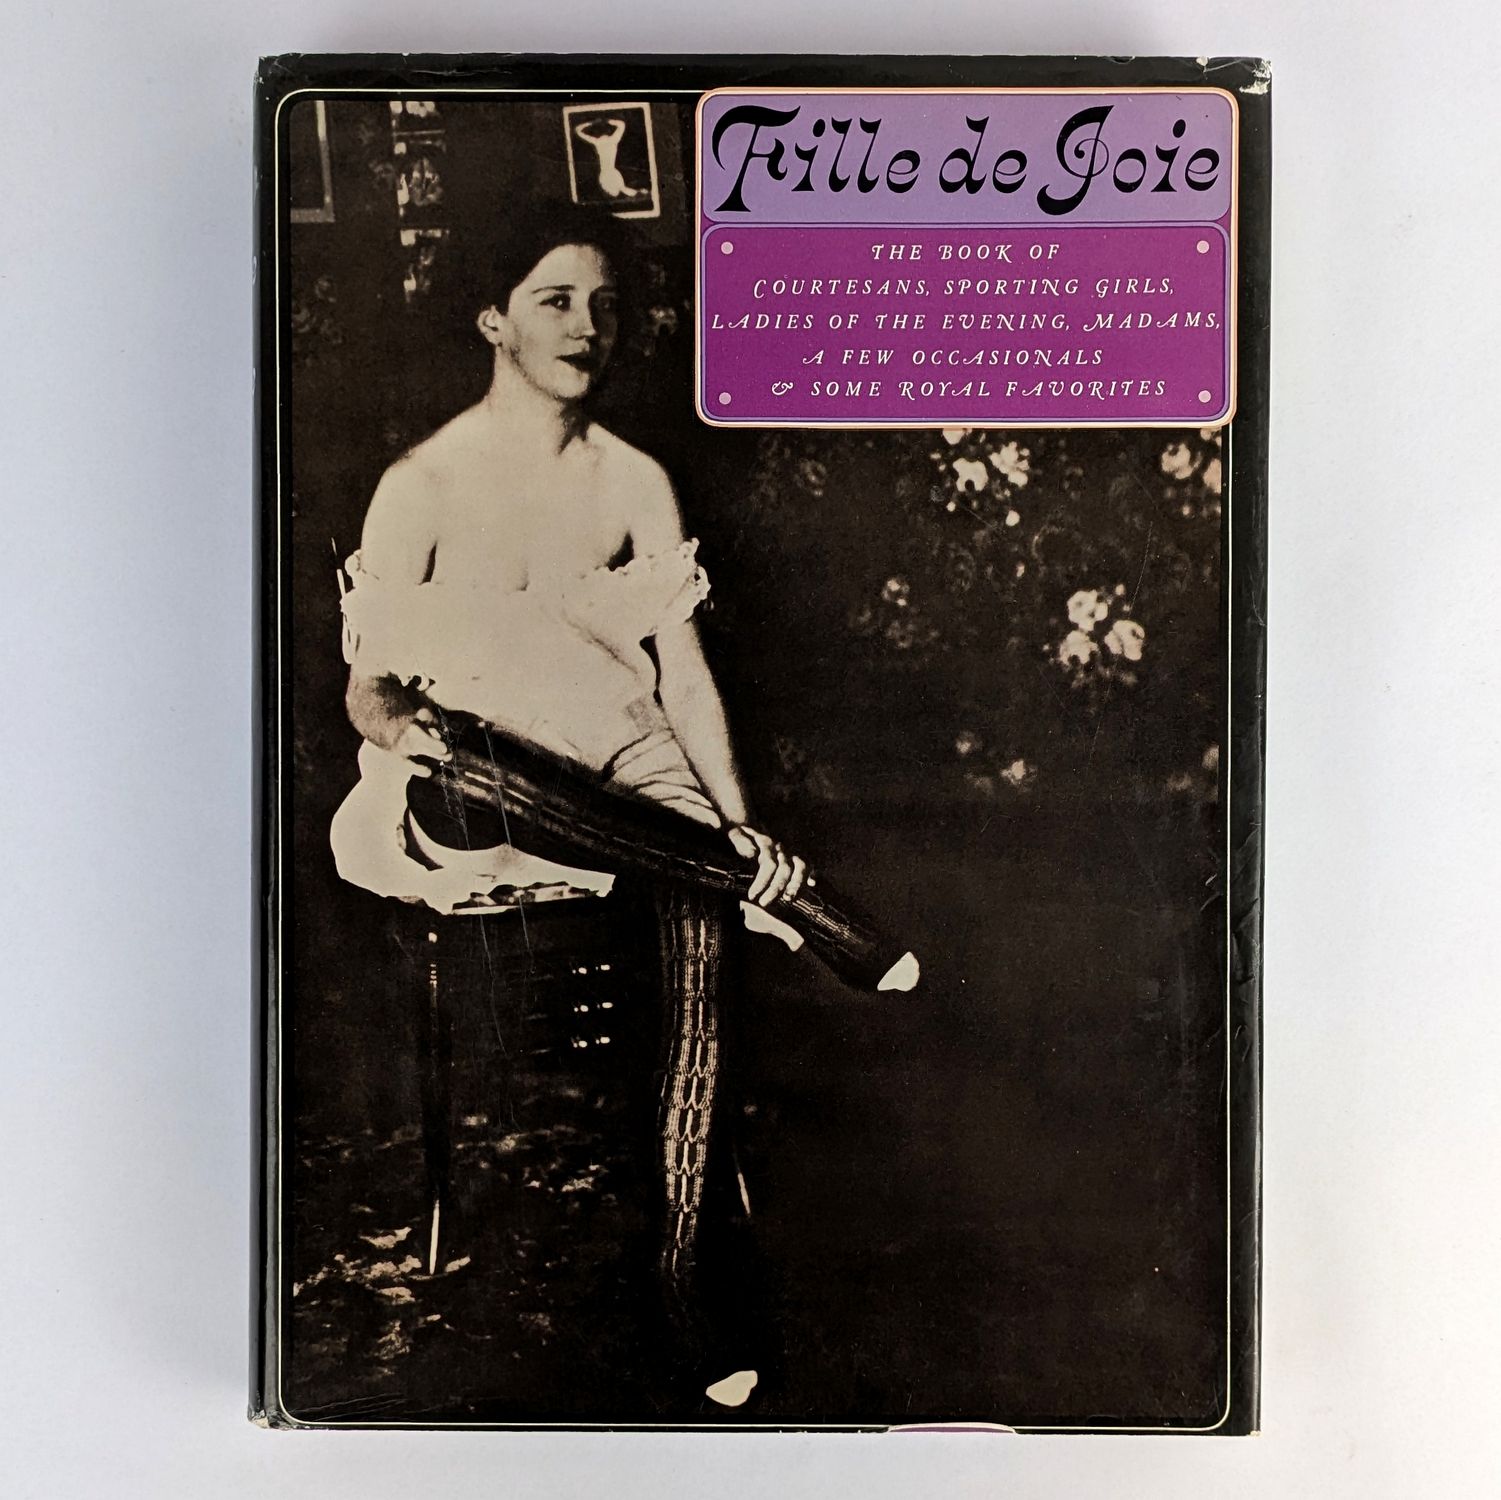 Fille de Joie
THE BOOK OF
COURTESANS, SPORTING GIRLS,
LADIES OF THE EVENING, MADAMS,
A FEW OCCASIONALS
& SOME ROYAL FAVORITES